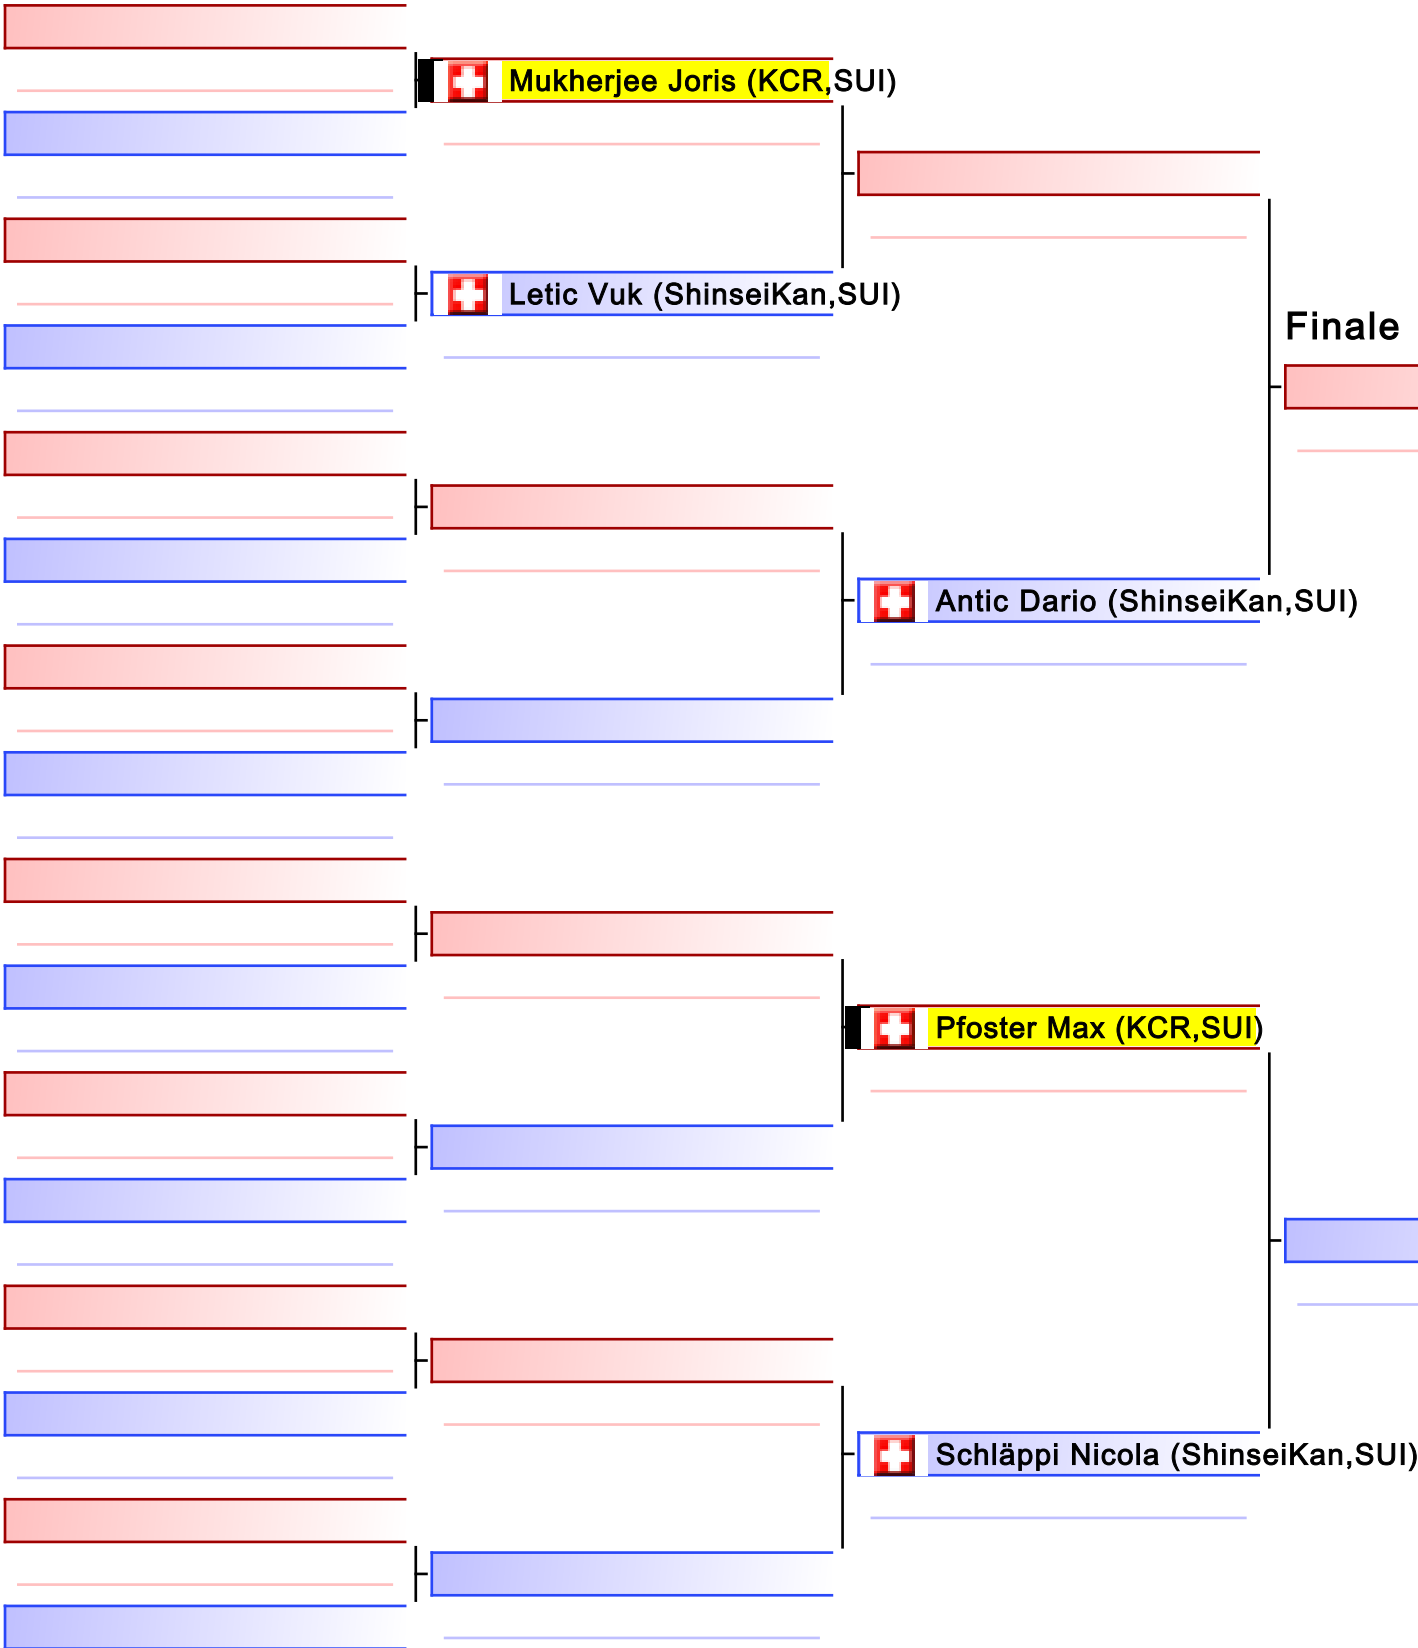 Mukherjee Joris (KCR,SUI)
Letic Vuk (ShinseiKan,SUI)
Finale
Antic Dario (ShinseiKan,SUI)
Pfoster Max (KCR,SUI)
Schläppi Nicola (ShinseiKan,SUI)